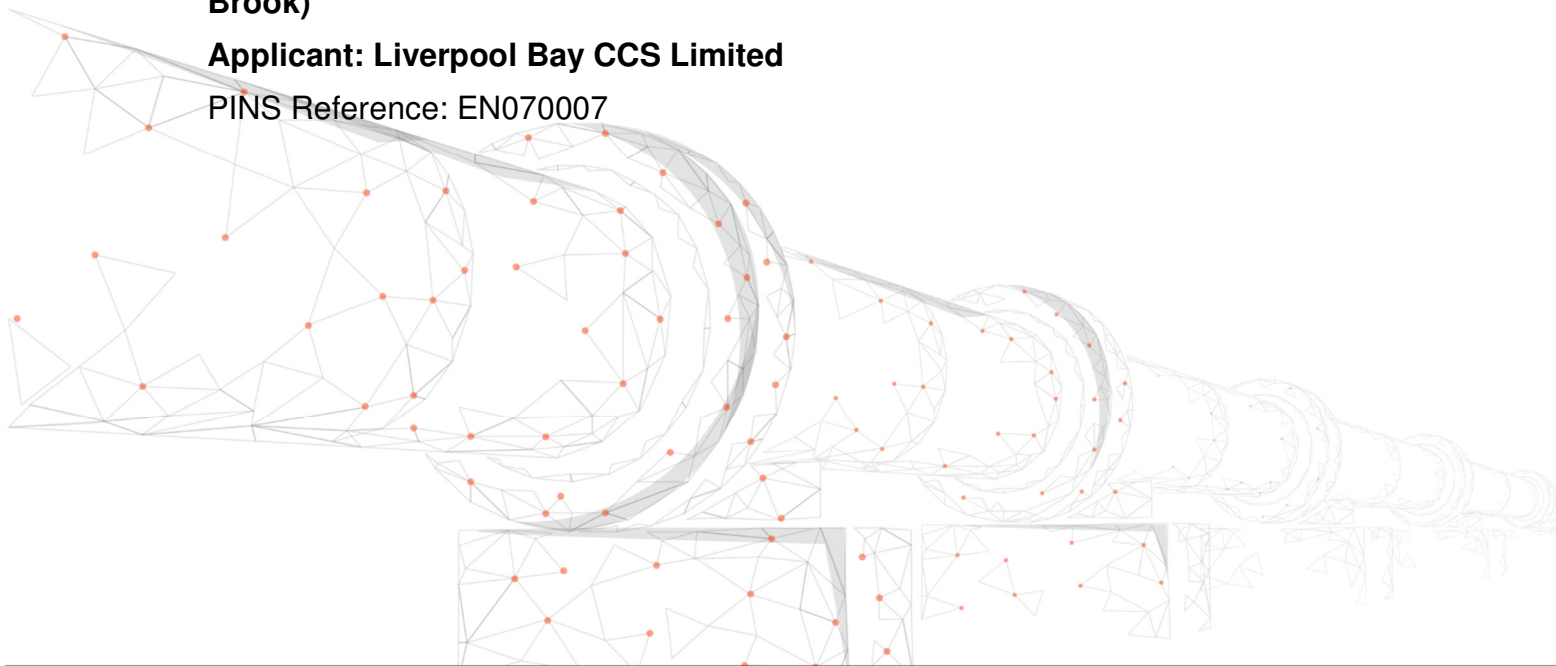 Brook)
Applicant: Liverpool Bay CCS Limited
PINS Reference: EN070007